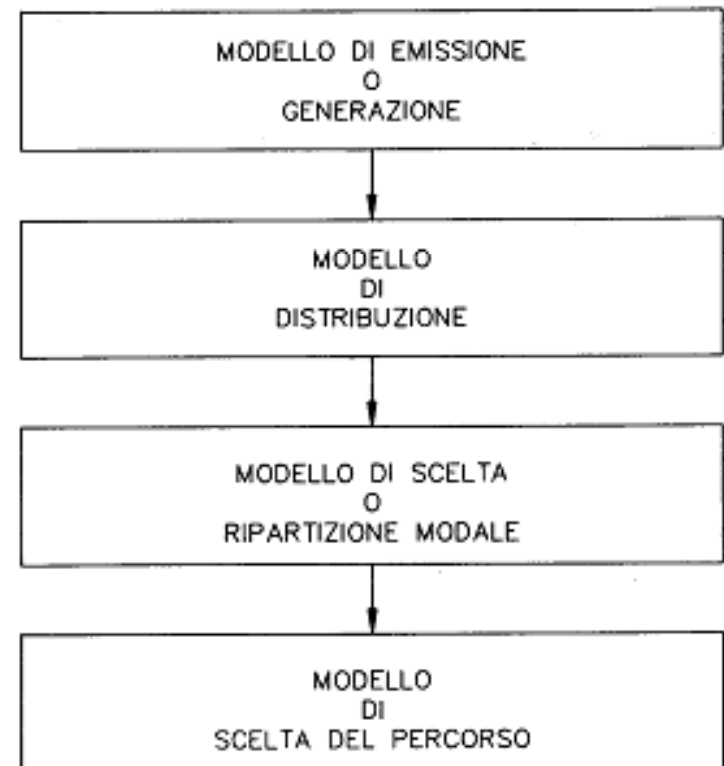 MODELLO DI EMISSIONE
O
GENERAZIONE
MODELLO
DI
DISTRIBUZIONE
MODELLO DI SCELTA
O
RIPARTIZIONE MODALE
MODELLO
DI
SCELTA DEL PERCORSO